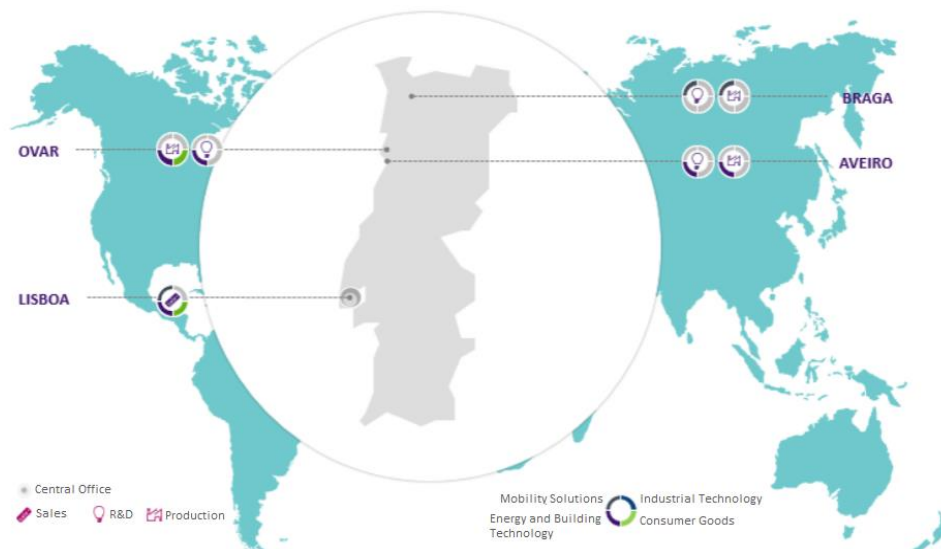 BRAGA
OVAR
AVEIRO
LISBOA
Central Office
Sales R&D Production
Mobility Solutions Industrial Technology
Energy and Building Consumer Goods
Technology